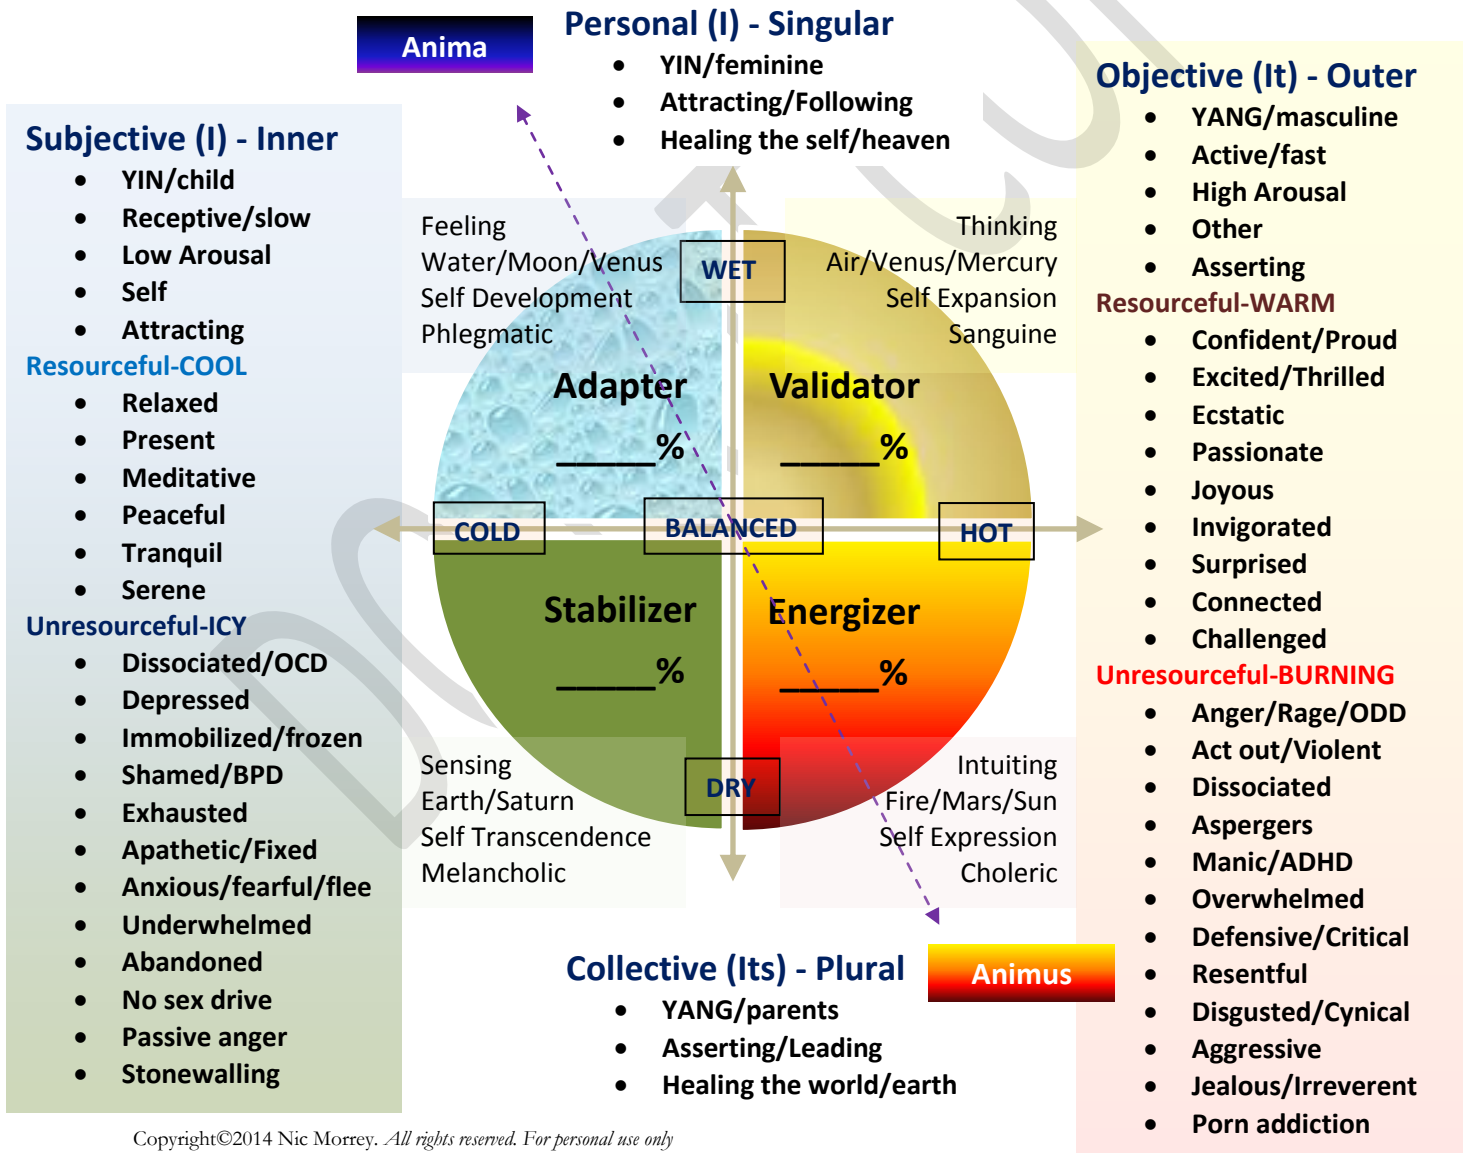 Anima
Personal (I) - Singular
• YIN/feminine
• Attracting/Following
• Healing the self/heaven
Subjective (I) - Inner
• YIN/child
• Receptive/slow
• Low Arousal
• Self
• Attracting
Resourceful-COOL
• Relaxed
• Present
• Meditative
• Peaceful
• Tranquil
• Serene
Unresourceful-ICY
• Dissociated/OCD
• Depressed
• Immobilized/frozen
• Shamed/BPD
• Exhausted
• Apathetic/Fixed
• Anxious/fearful/flee
• Underwhelmed
• Abandoned
• No sex drive
• Passive anger
• Stonewalling
Feeling
Water/Moon/Venus
Self Development
Phlegmatic
WET
Thinking
Air/Venus/Mercury
Self Expansion
Sanguine
Adapter
_____%
Validator
_____%
COLD
BALANCED
HOT
Stabilizer
_____%
Energizer
_____%
Sensing
Earth/Saturn
Self Transcendence
Melancholic
DRY
Intuiting
Fire/Mars/Sun
Self Expression
Choleric
Collective (Its) - Plural
• YANG/parents
• Asserting/Leading
• Healing the world/earth
Animus
Objective (It) - Outer
• YANG/masculine
• Active/fast
• High Arousal
• Other
• Asserting
Resourceful-WARM
• Confident/Proud
• Excited/Thrilled
• Ecstatic
• Passionate
• Joyous
• Invigorated
• Surprised
• Connected
• Challenged
Unresourceful-BURNING
• Anger/Rage/ODD
• Act out/Violent
• Dissociated
• Aspergers
• Manic/ADHD
• Overwhelmed
• Defensive/Critical
• Resentful
• Disgusted/Cynical
• Aggressive
• Jealous/Irreverent
• Porn addiction
Copyright©2014 Nic Morrey. All rights reserved. For personal use only